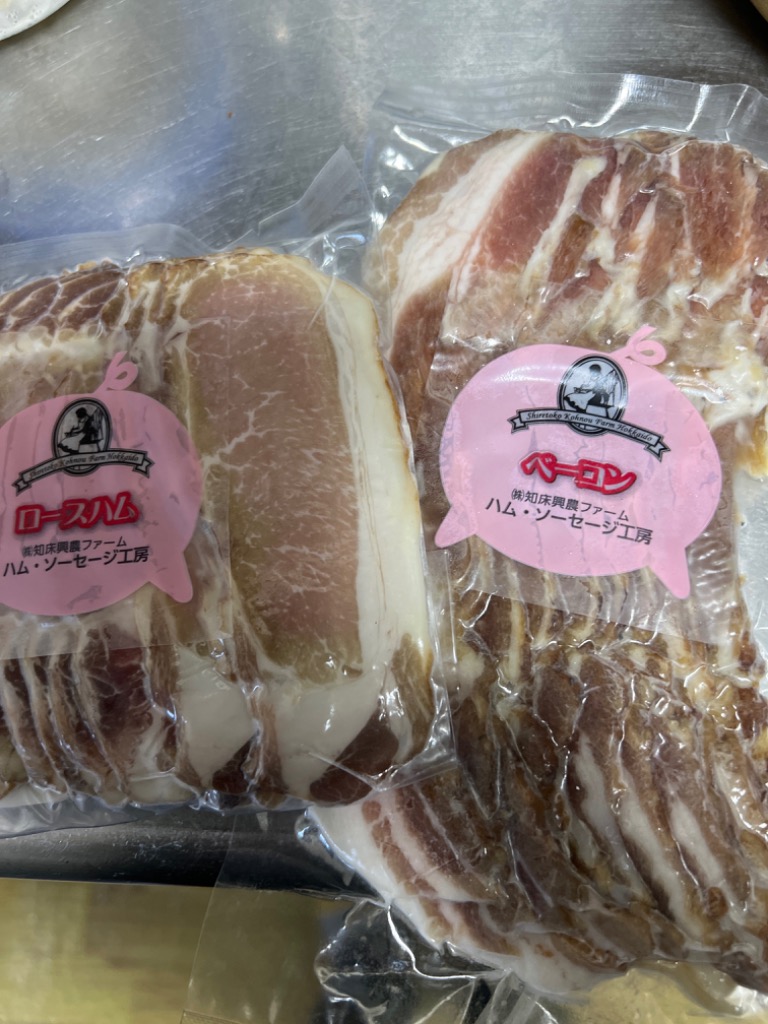 Shiretoko Kohnou Farm Hokkaido
ロースハム
㈱知床興農ファーム
ハム・ソーセージ工房
Shiretoko Kohnou Farm Hokkaido
ベーコン
㈱知床興農ファーム
ハム・ソーセージ工房